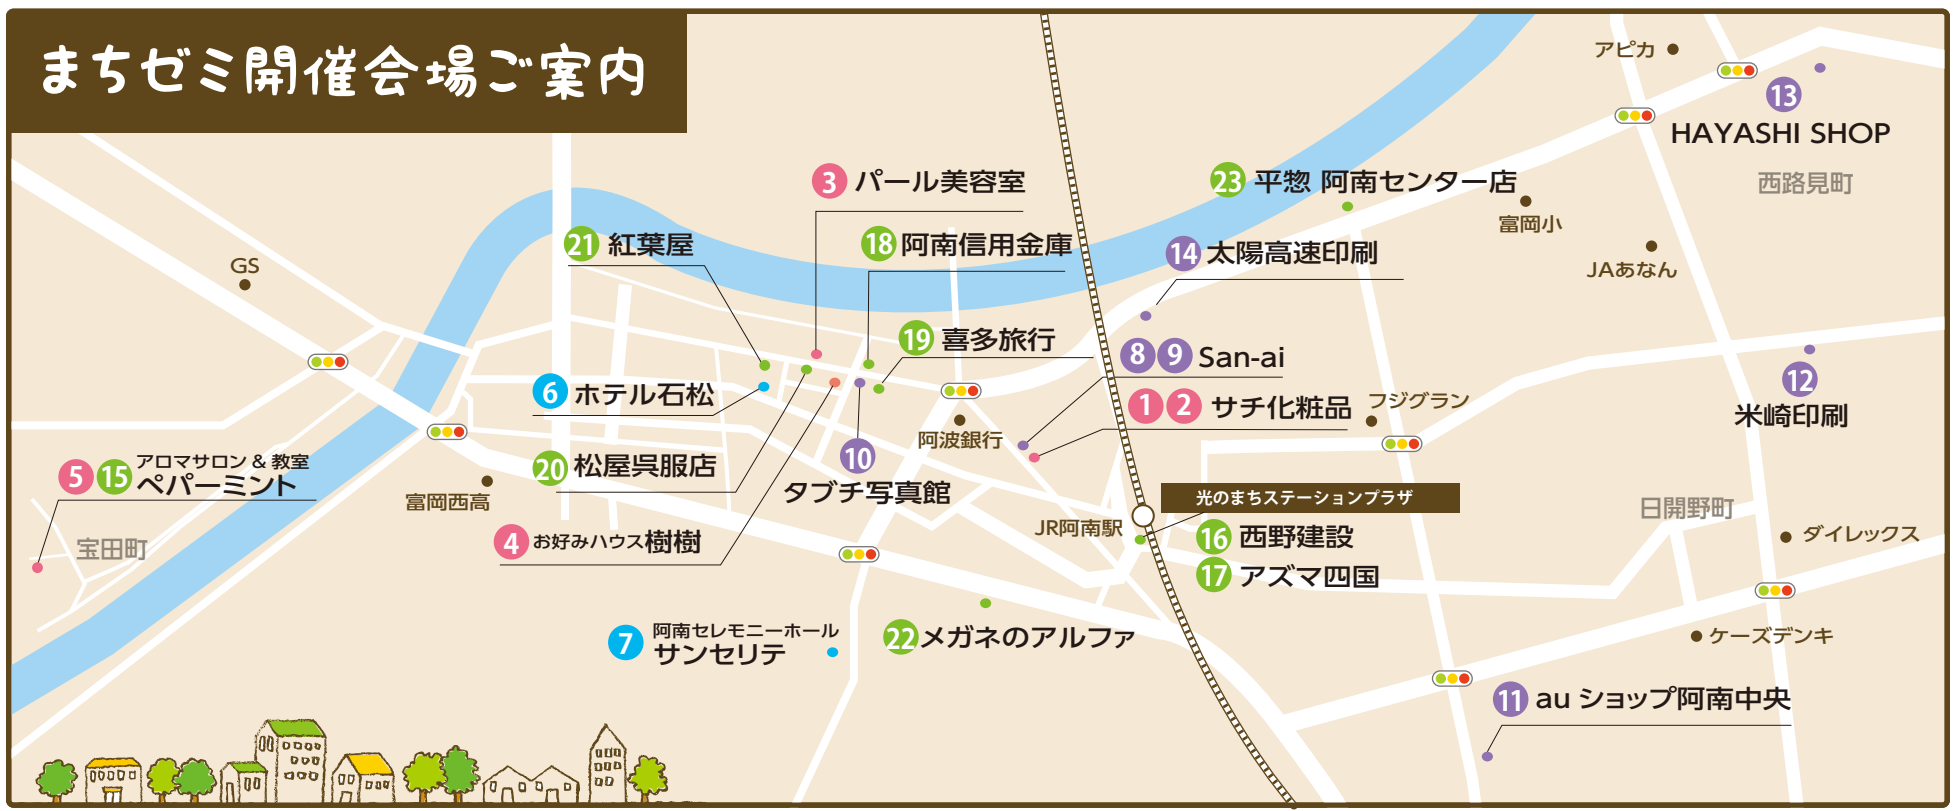 まちゼミ開催会場ご案内
アピカ
13
HAYASHI SHOP
西路見町
3 パール美容室
23 平惣 阿南センター店
富岡小
21 紅葉屋
18 阿南信用金庫
14 太陽高速印刷
JAあなん
GS
19 喜多旅行
8 9 San-ai
12
米崎印刷
6 ホテル石松
1 2 サチ化粧品
フジグラン
阿波銀行
10
タブチ写真館
5 15 アロマサロン & 教室
ペパーミント
20 松屋呉服店
富岡西高
光のまちステーションプラザ
日開野町
宝田町
4 お好みハウス樹樹
JR阿南駅
16 西野建設
17 アズマ四国
ダイレックス
7 阿南セレモニーホール
サンセリテ
22 メガネのアルファ
ケーズデンキ
11 au ショップ阿南中央